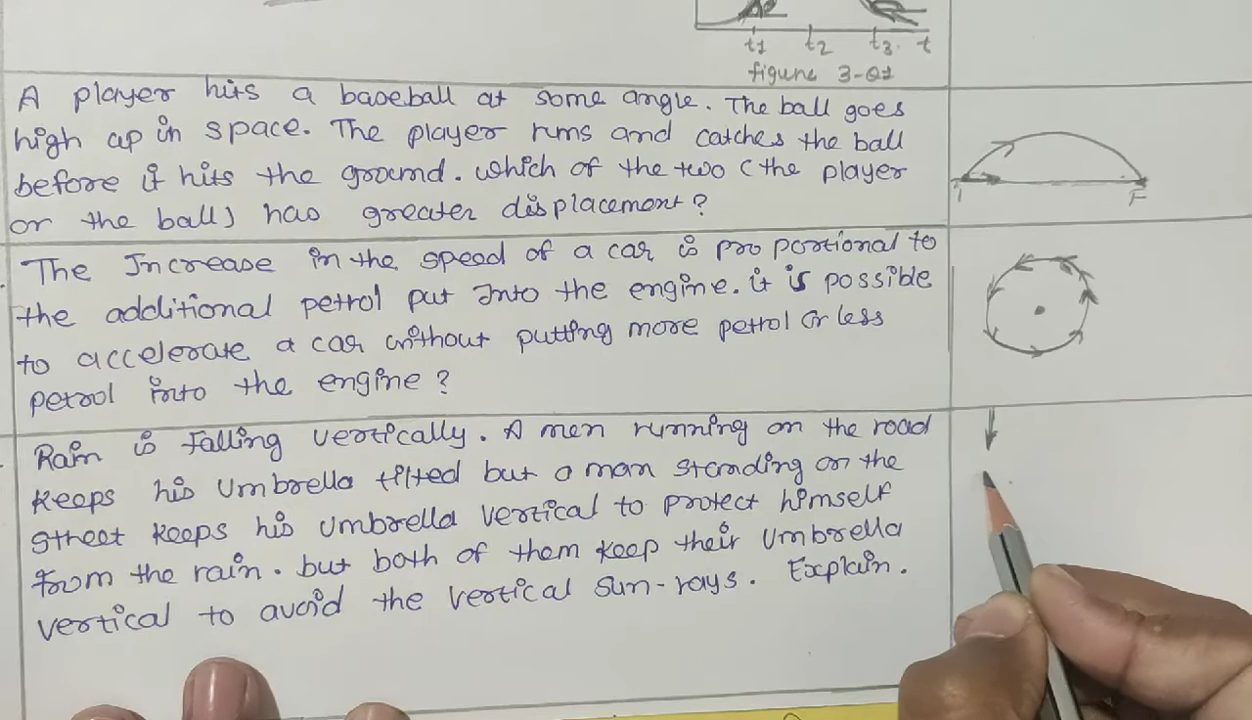 t1 t2 t3 t
figure 3-Q1
A player hits a baseball at some angle. The ball goes
high up in space. The player runs and catches the ball
before it hits the ground. which of the two (the player
or the ball) has greater displacement?
The Increase in the speed of a car is proportional to
the additional petrol put Into the engine. it is possible
to accelerate a car without putting more petrol or less
petrol into the engine?
Rain is falling vertically. A men running on the road
keeps his umbrella tilted but a man standing on the
street keeps his umbrella vertical to protect himself
from the rain. but both of them keep their umbrella
vertical to avoid the vertical sun-rays. Explain.
F